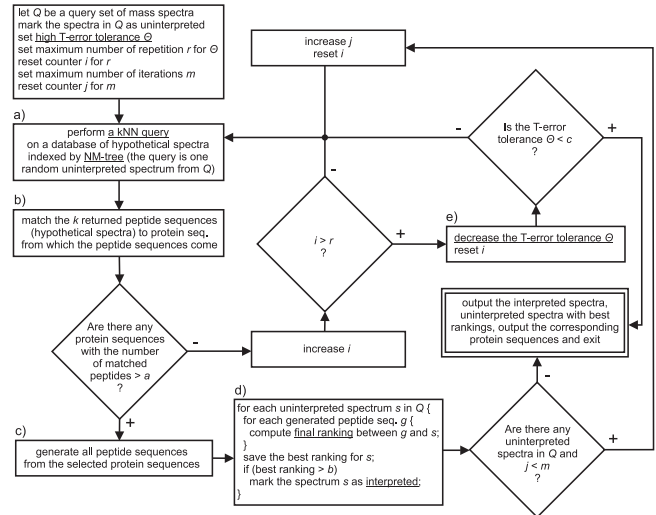 let Q be a query set of mass spectra
mark the spectra in Q as uninterpreted
set high T-error tolerance Θ
set maximum number of repetition r for Θ
reset counter i for r
set maximum number of iterations m
reset counter j for m
a)
perform a kNN query
on a database of hypothetical spectra
indexed by NM-tree (the query is one
random uninterpreted spectrum from Q)
b)
match the k returned peptide sequences
(hypothetical spectra) to protein seq.
from which the peptide sequences come
Are there any
protein sequences
with the number
of matched
peptides > a
?
-
+
c)
generate all peptide sequences
from the selected protein sequences
d)
for each uninterpreted spectrum s in Q {
for each generated peptide seq. g {
compute final ranking between g and s;
}
save the best ranking for s;
if (best ranking > b)
mark the spectrum s as interpreted;
}
increase i
i > r
?
-
+
increase j
reset i
e)
decrease the T-error tolerance Θ
reset i
Is the T-error
tolerance Θ < c
?
-
+
output the interpreted spectra,
uninterpreted spectra with best
rankings, output the corresponding
protein sequences and exit
-
Are there any
uninterpreted
spectra in Q and
j < m
?
+